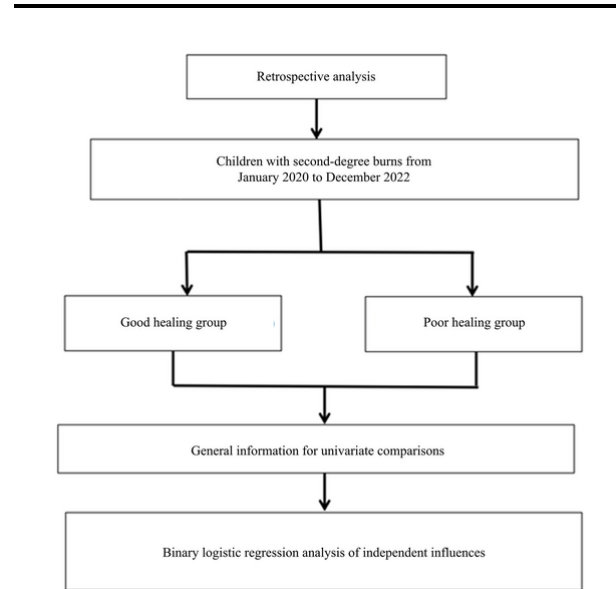 Retrospective analysis
Children with second-degree burns from
January 2020 to December 2022
Good healing group
Poor healing group
General information for univariate comparisons
Binary logistic regression analysis of independent influences